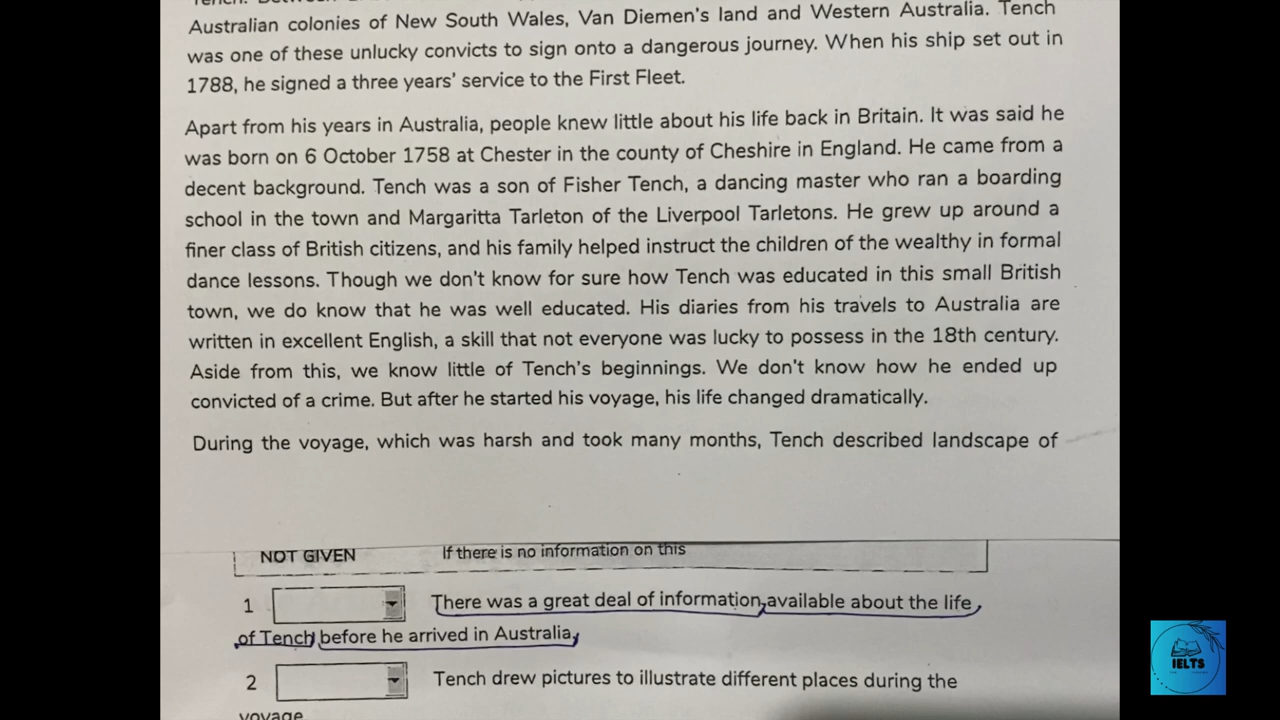 Australian colonies of New South Wales, Van Diemen's land and Western Australia. Tench
was one of these unlucky convicts to sign onto a dangerous journey. When his ship set out in
1788, he signed a three years' service to the First Fleet.
Apart from his years in Australia, people knew little about his life back in Britain. It was said he
was born on 6 October 1758 at Chester in the county of Cheshire in England. He came from a
decent background. Tench was a son of Fisher Tench, a dancing master who ran a boarding
school in the town and Margaritta Tarleton of the Liverpool Tarletons. He grew up around a
finer class of British citizens, and his family helped instruct the children of the wealthy in formal
dance lessons. Though we don't know for sure how Tench was educated in this small British
town, we do know that he was well educated. His diaries from his travels to Australia are
written in excellent English, a skill that not everyone was lucky to possess in the 18th century.
Aside from this, we know little of Tench's beginnings. We don't know how he ended up
convicted of a crime. But after he started his voyage, his life changed dramatically.
During the voyage, which was harsh and took many months, Tench described landscape of
NOT GIVEN If there is no information on this
1 There was a great deal of information available about the life
of Tench before he arrived in Australia
2 Tench drew pictures to illustrate different places during the
voyage
IELTS